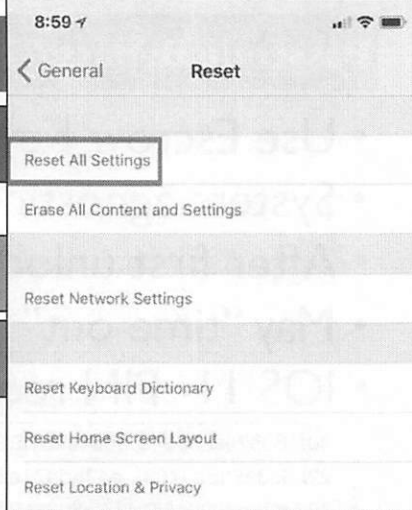 8:59
General
Reset
Reset All Settings
Erase All Content and Settings
Reset Network Settings
Reset Keyboard Dictionary
Reset Home Screen Layout
Reset Location & Privacy